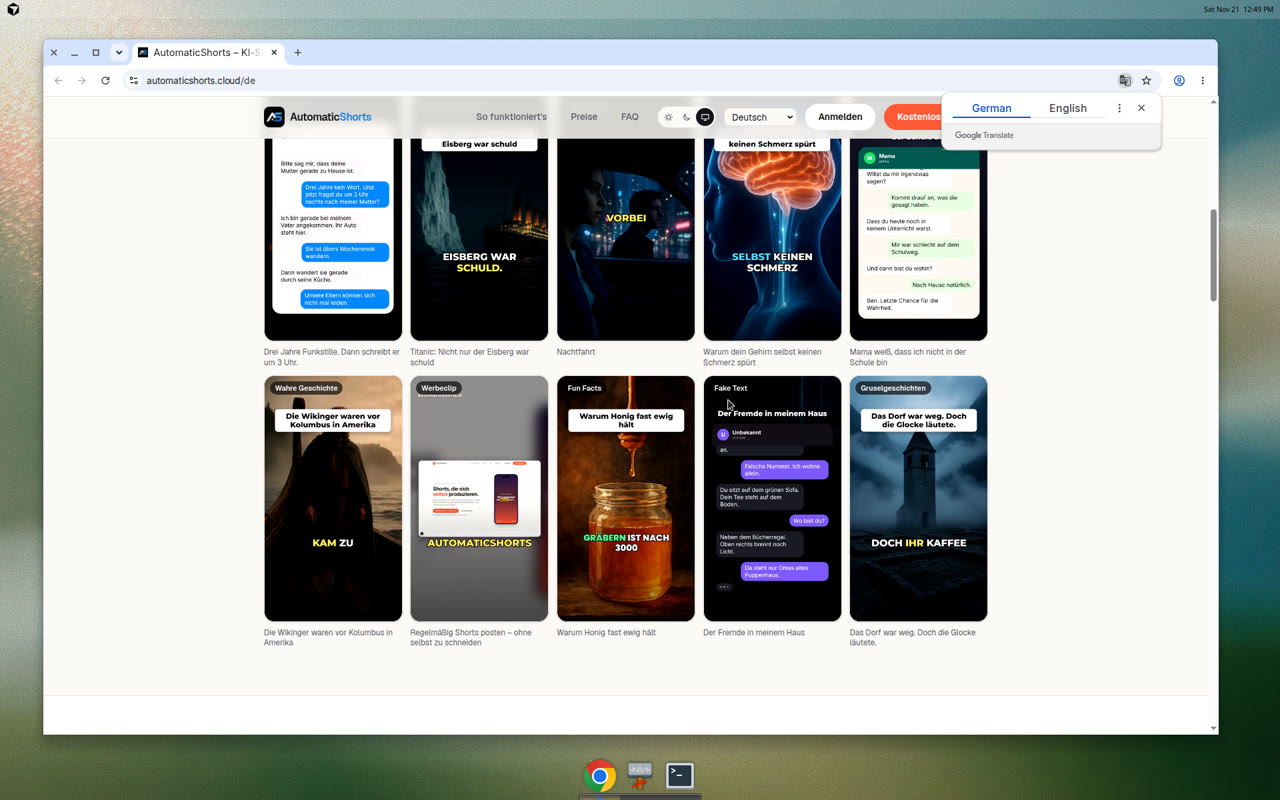 Sat Nov 21 12:49 PM
AutomaticShorts – KI-S
automaticshorts.cloud/de
German
English
Google Translate
AutomaticShorts
So funktioniert's
Preise
FAQ
Deutsch
Anmelden
Kostenlos
Bitte sag mir, dass deine
Mutter gerade zu Hause ist.
Drei Jahre kein Wort. Und
jetzt fragst du um 3 Uhr
nachts nach meiner Mutter?
Ich bin gerade bei meinem
Vater angekommen. Ihr Auto
steht hier.
Sie ist übers Wochenende
wandern.
Dann wandert sie gerade
durch seine Küche.
Unsere Eltern können sich
nicht mal leiden.
Drei Jahre Funkstille. Dann schreibt er
um 3 Uhr.
Eisberg war schuld
EISBERG WAR
SCHULD.
Titanic: Nicht nur der Eisberg war
schuld
VORBEI
Nachtfahrt
keinen Schmerz spürt
SELBST KEINEN
SCHMERZ
Warum dein Gehirn selbst keinen
Schmerz spürt
Mama
online
Willst du mir irgendwas
sagen?
Kommt drauf an, was die
gesagt haben.
Dass du heute noch in
keinem Unterricht warst.
Mir war schlecht auf dem
Schulweg.
Und dann bist du wohin?
Nach Hause natürlich.
Ben. Letzte Chance für die
Wahrheit.
Mama weiß, dass ich nicht in der
Schule bin
Wahre Geschichte
Die Wikinger waren vor
Kolumbus in Amerika
KAM ZU
Die Wikinger waren vor Kolumbus in
Amerika
Werbeclip
Shorts, die sich
selbst produzieren.
AUTOMATICSHORTS
Regelmäßig Shorts posten – ohne
selbst zu schneiden
Fun Facts
Warum Honig fast ewig
hält
GRÄBERN IST NACH
3000
Warum Honig fast ewig hält
Fake Text
Der Fremde in meinem Haus
U
Unbekannt
an.
Falsche Nummer. Ich wohne
allein.
Du sitzt auf dem grünen Sofa.
Dein Tee steht auf dem
Boden.
Wo bist du?
Neben dem Bücherregal.
Oben rechts brennt noch
Licht.
Da steht nur Omas altes
Puppenhaus.
Der Fremde in meinem Haus
Gruselgeschichten
Das Dorf war weg. Doch
die Glocke läutete.
DOCH IHR KAFFEE
Das Dorf war weg. Doch die Glocke
läutete.